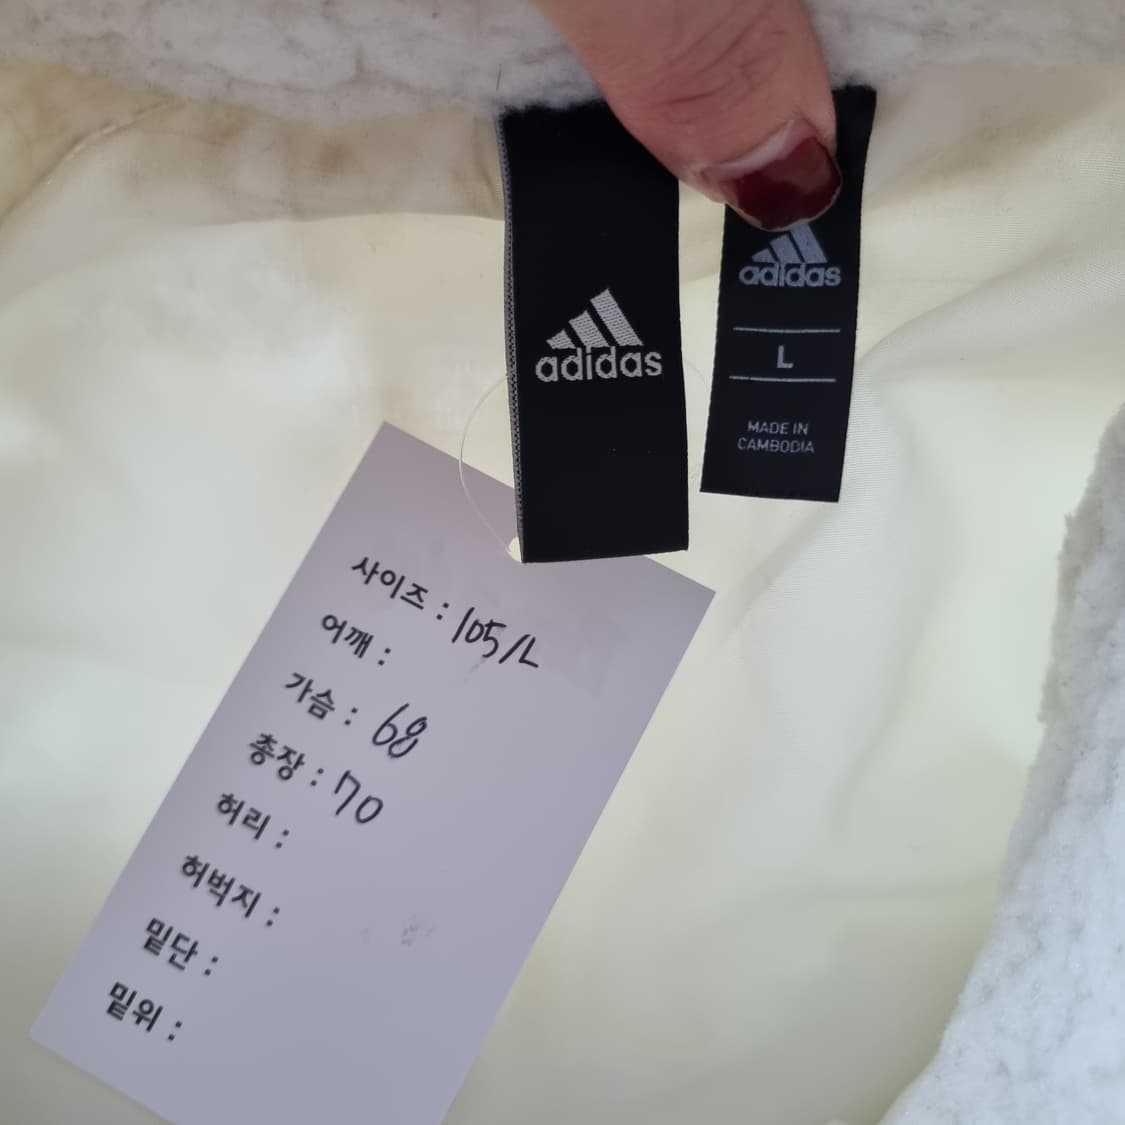 adidas
adidas
L
MADE IN
CAMBODIA
사이즈 : 105/L
어깨 :
가슴 : 68
총장 : 70
허리 :
허벅지 :
밑단 :
밑위 :